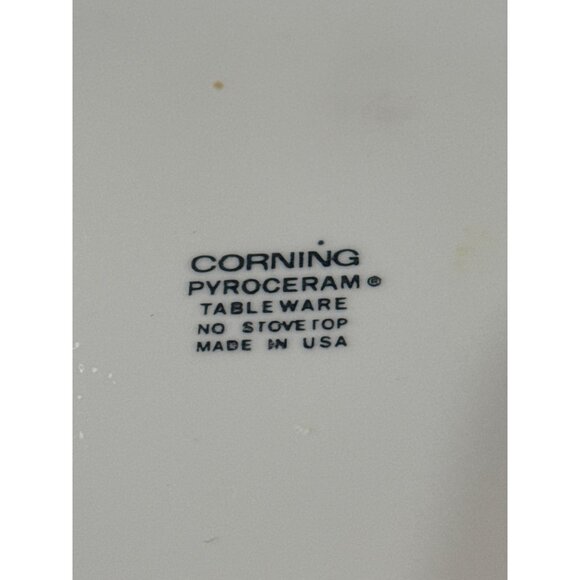 CORNING
PYROCERAM ®
TABLEWARE
NO STOVETOP
MADE IN USA